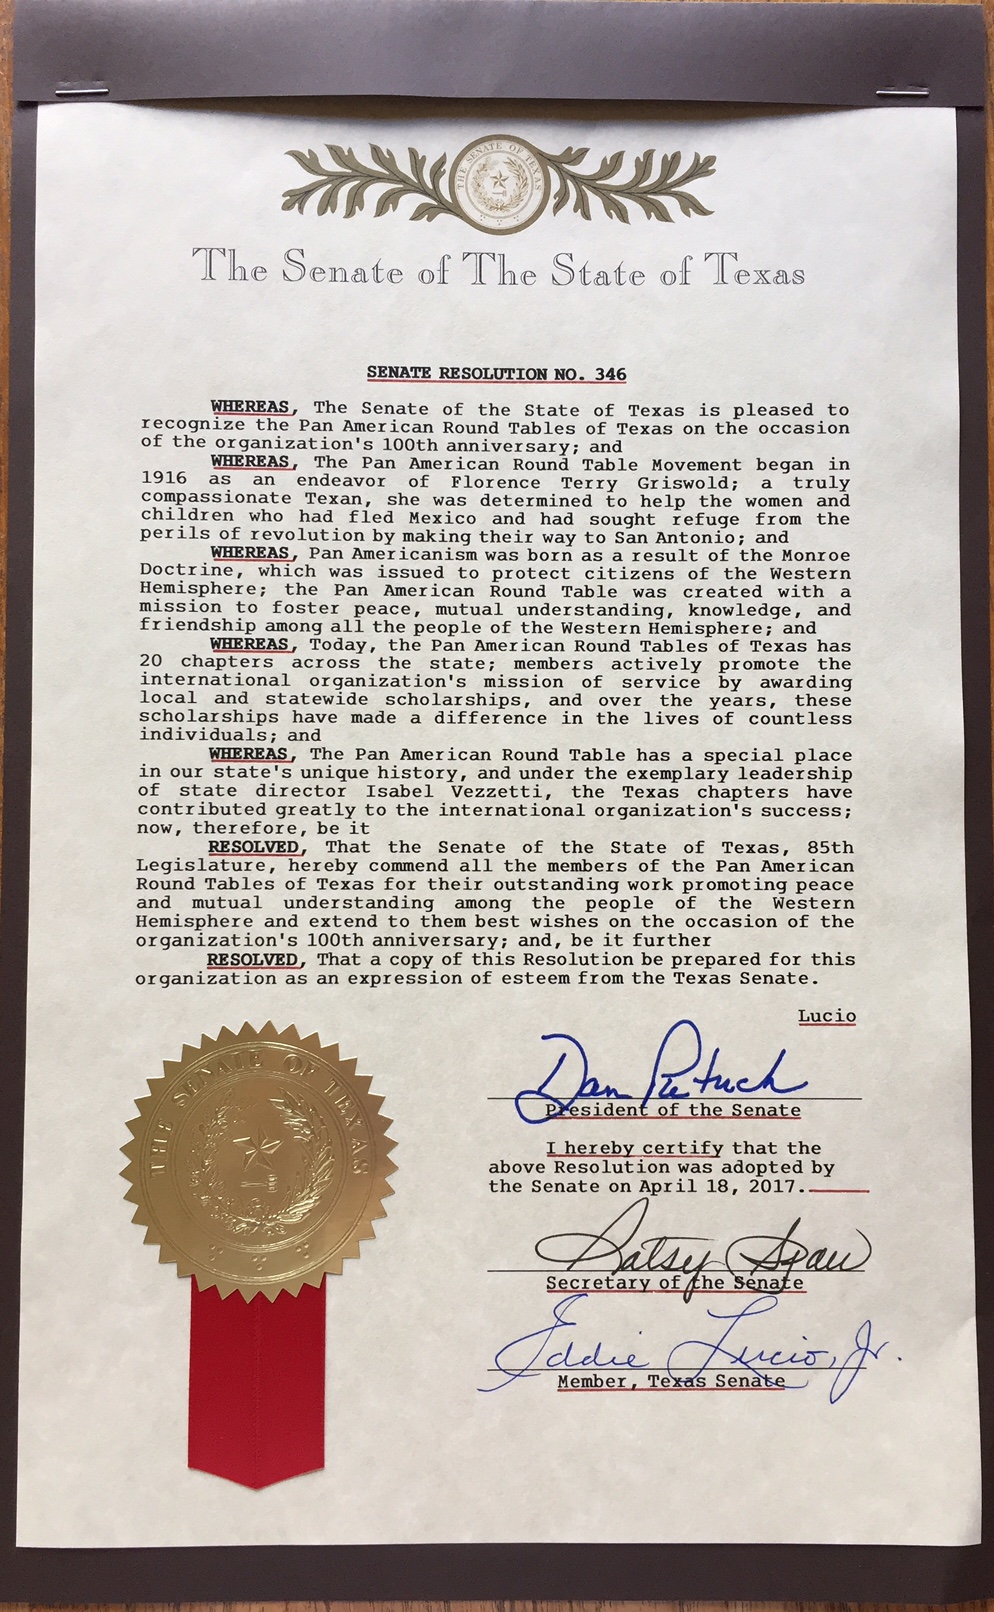 THE SENATE OF TEXAS
The Senate of The State of Texas
SENATE RESOLUTION NO. 346
WHEREAS, The Senate of the State of Texas is pleased to
recognize the Pan American Round Tables of Texas on the occasion
of the organization's 100th anniversary; and
WHEREAS, The Pan American Round Table Movement began in
1916 as an endeavor of Florence Terry Griswold; a truly
compassionate Texan, she was determined to help the women and
children who had fled Mexico and had sought refuge from the
perils of revolution by making their way to San Antonio; and
WHEREAS, Pan Americanism was born as a result of the Monroe
Doctrine, which was issued to protect citizens of the Western
Hemisphere; the Pan American Round Table was created with a
mission to foster peace, mutual understanding, knowledge, and
friendship among all the people of the Western Hemisphere; and
WHEREAS, Today, the Pan American Round Tables of Texas has
20 chapters across the state; members actively promote the
international organization's mission of service by awarding
local and statewide scholarships, and over the years, these
scholarships have made a difference in the lives of countless
individuals; and
WHEREAS, The Pan American Round Table has a special place
in our state's unique history, and under the exemplary leadership
of state director Isabel Vezzetti, the Texas chapters have
contributed greatly to the international organization's success;
now, therefore, be it
RESOLVED, That the Senate of the State of Texas, 85th
Legislature, hereby commend all the members of the Pan American
Round Tables of Texas for their outstanding work promoting peace
and mutual understanding among the people of the Western
Hemisphere and extend to them best wishes on the occasion of the
organization's 100th anniversary; and, be it further
RESOLVED, That a copy of this Resolution be prepared for this
organization as an expression of esteem from the Texas Senate.
Lucio
Dan Patrick
President of the Senate
I hereby certify that the
above Resolution was adopted by
the Senate on April 18, 2017.
Patsy Spaw
Secretary of the Senate
Eddie Lucio, Jr.
Member, Texas Senate
THE SENATE OF TEXAS